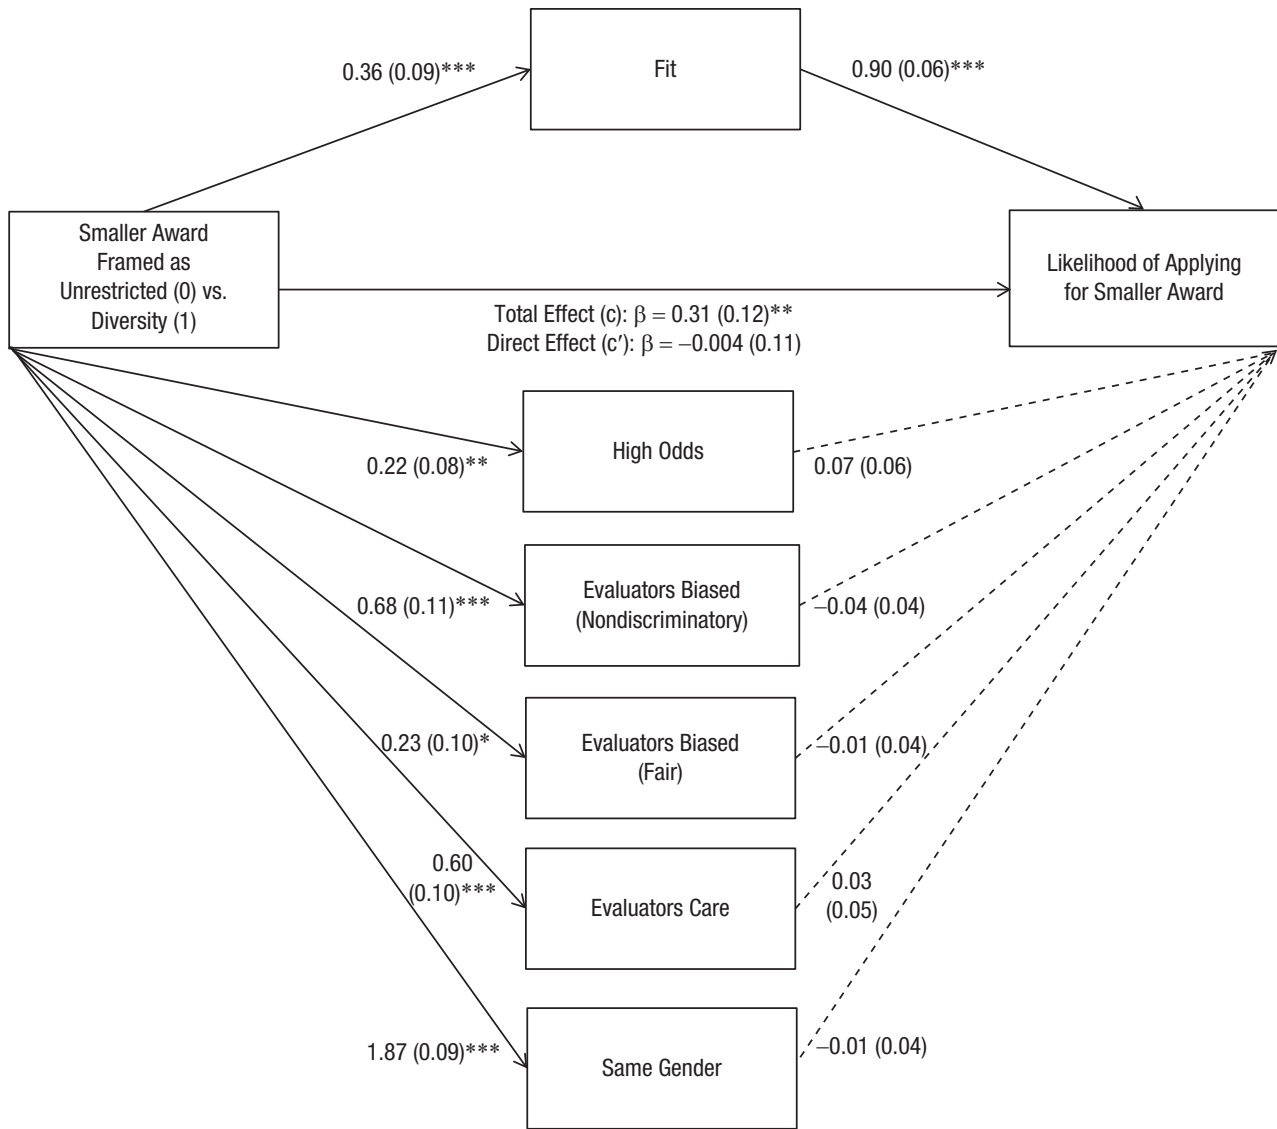 Fit
0.36 (0.09)***
0.90 (0.06)***
Smaller Award
Framed as
Unrestricted (0) vs.
Diversity (1)
Likelihood of Applying
for Smaller Award
Total Effect (c): β = 0.31 (0.12)**
Direct Effect (c′): β = −0.004 (0.11)
High Odds
0.22 (0.08)**
0.07 (0.06)
Evaluators Biased
(Nondiscriminatory)
0.68 (0.11)***
−0.04 (0.04)
Evaluators Biased
(Fair)
0.23 (0.10)*
−0.01 (0.04)
0.60
(0.10)***
Evaluators Care
0.03
(0.05)
Same Gender
1.87 (0.09)***
−0.01 (0.04)